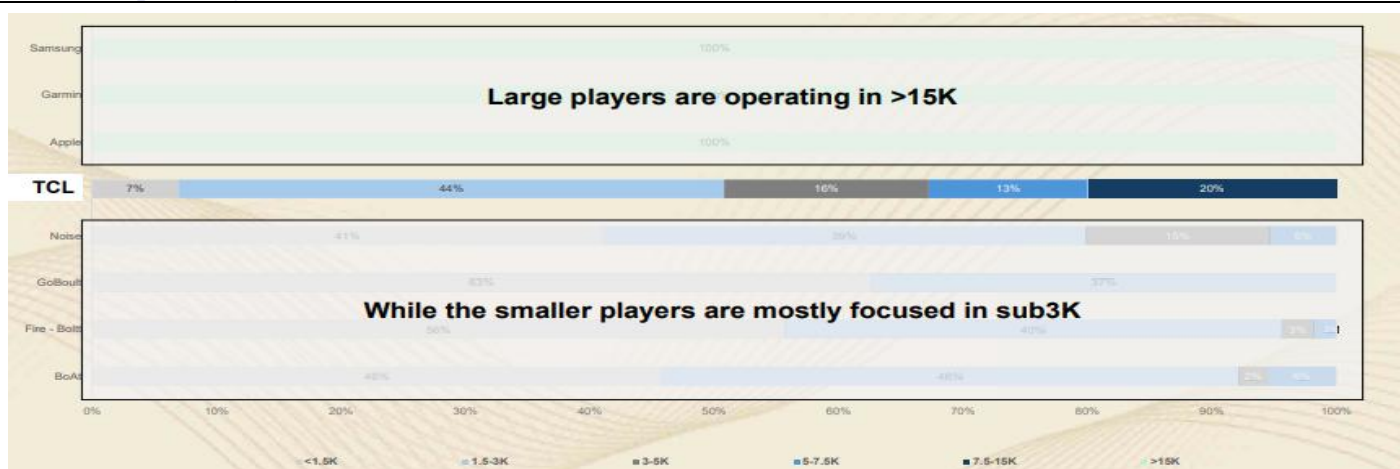 Samsung 100%
Garmin
Large players are operating in >15K
Apple 100%
TCL 7% 44% 16% 13% 20%
Noise 41% 39% 15% 6%
GoBoult 63% 37%
While the smaller players are mostly focused in sub3K
Fire - Boltt 56% 40% 3%
BoAt 46% 46% 2% 6%
0% 10% 20% 30% 40% 50% 60% 70% 80% 90% 100%
<1.5K 1.5-3K 3-5K 5-7.5K 7.5-15K >15K